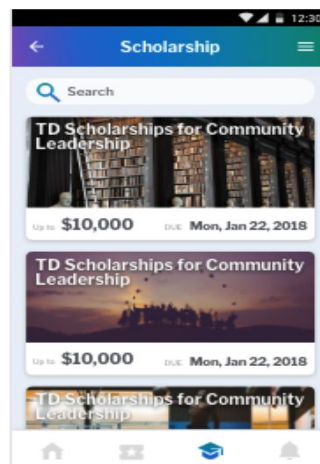 12:30
Scholarship
Search
TD Scholarships for Community
Leadership
Up to $10,000 DUE Mon, Jan 22, 2018
TD Scholarships for Community
Leadership
Up to $10,000 DUE Mon, Jan 22, 2018
TD Scholarships for Community
Leadership